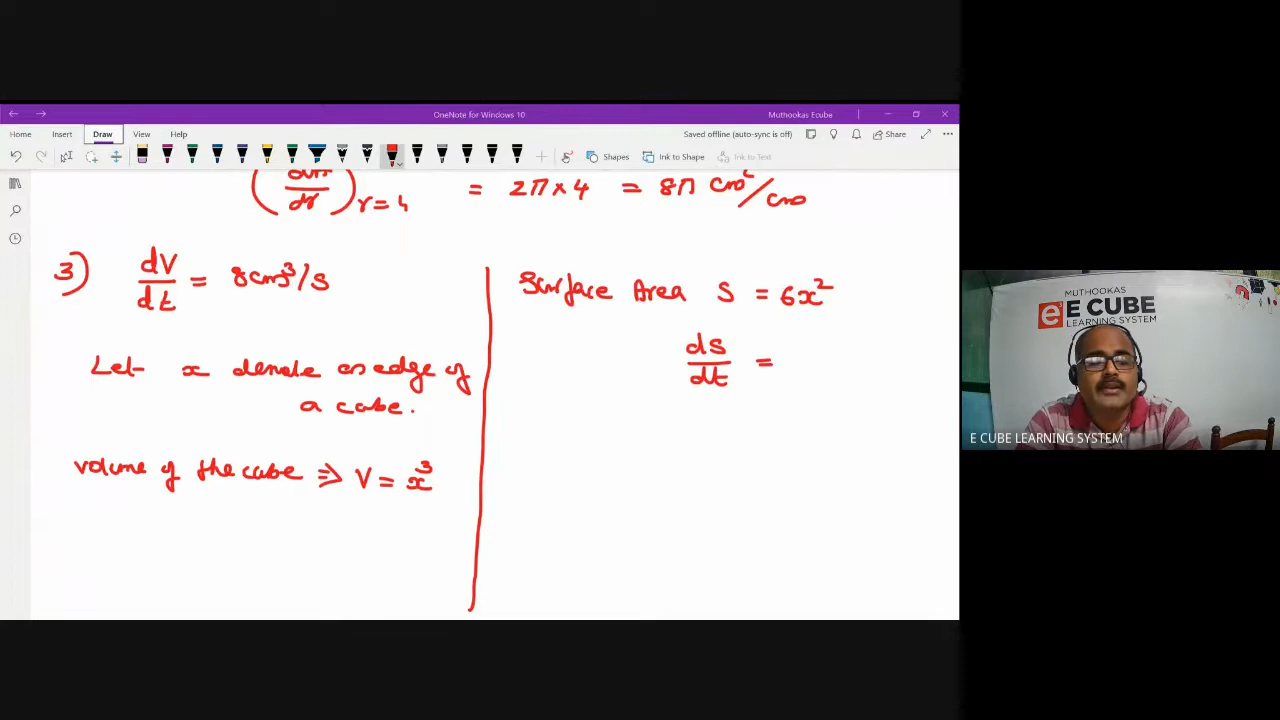 OneNote for Windows 10
Muthookas Ecube
Home Insert Draw View Help
Saved offline (auto-sync is off)
Share
Shapes
Ink to Shape
Ink to Text
dr r=4 = 2π×4 = 8π cm²/cm
3) dV/dt = 8cm³/s
Let x denote as edge of
a cube.
volume of the cube ⇒ V = x³
Surface Area S = 6x²
dS/dt =
MUTHOOKAS
E CUBE
LEARNING SYSTEM
E CUBE LEARNING SYSTEM